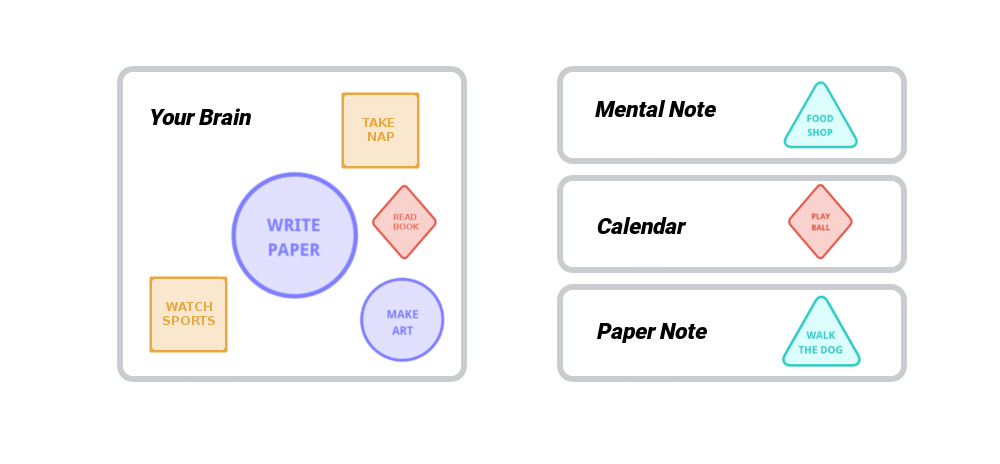 Your Brain
TAKE
NAP
WRITE
PAPER
READ
BOOK
WATCH
SPORTS
MAKE
ART
Mental Note
FOOD
SHOP
Calendar
PLAY
BALL
Paper Note
WALK
THE DOG